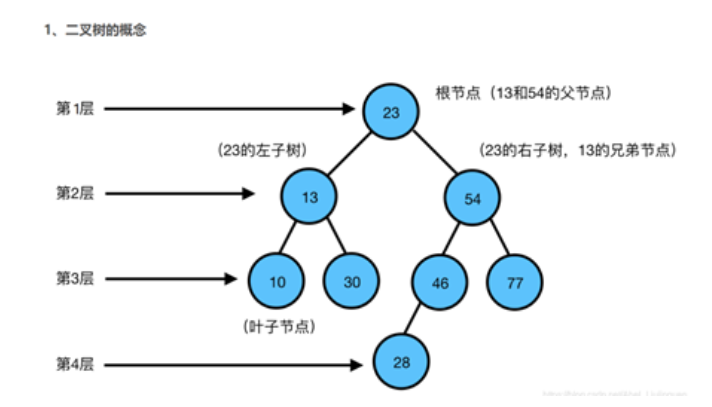 1、二叉树的概念
第1层
23
根节点（13和54的父节点）
（23的左子树）
（23的右子树，13的兄弟节点）
第2层
13
54
第3层
10
30
46
77
（叶子节点）
第4层
28